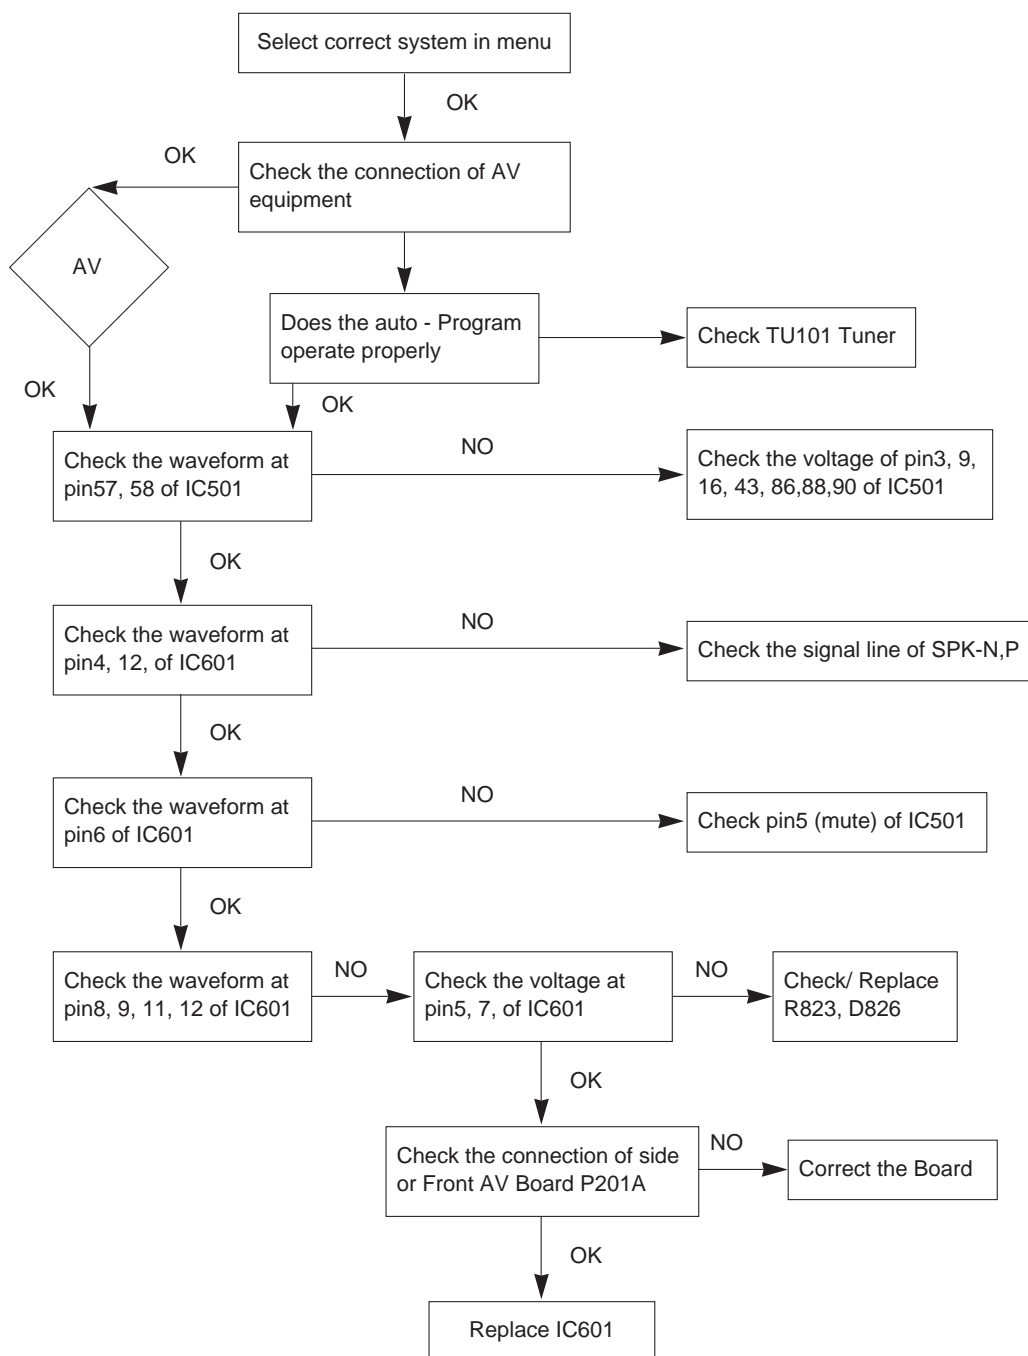 Select correct system in menu
OK
OK
Check the connection of AV
equipment
AV
Does the auto - Program
operate properly
Check TU101 Tuner
OK
OK
Check the waveform at
pin57, 58 of IC501
NO
Check the voltage of pin3, 9,
16, 43, 86,88,90 of IC501
OK
Check the waveform at
pin4, 12, of IC601
NO
Check the signal line of SPK-N,P
OK
Check the waveform at
pin6 of IC601
NO
Check pin5 (mute) of IC501
OK
Check the waveform at
pin8, 9, 11, 12 of IC601
NO
Check the voltage at
pin5, 7, of IC601
NO
Check/ Replace
R823, D826
OK
Check the connection of side
or Front AV Board P201A
NO
Correct the Board
OK
Replace IC601